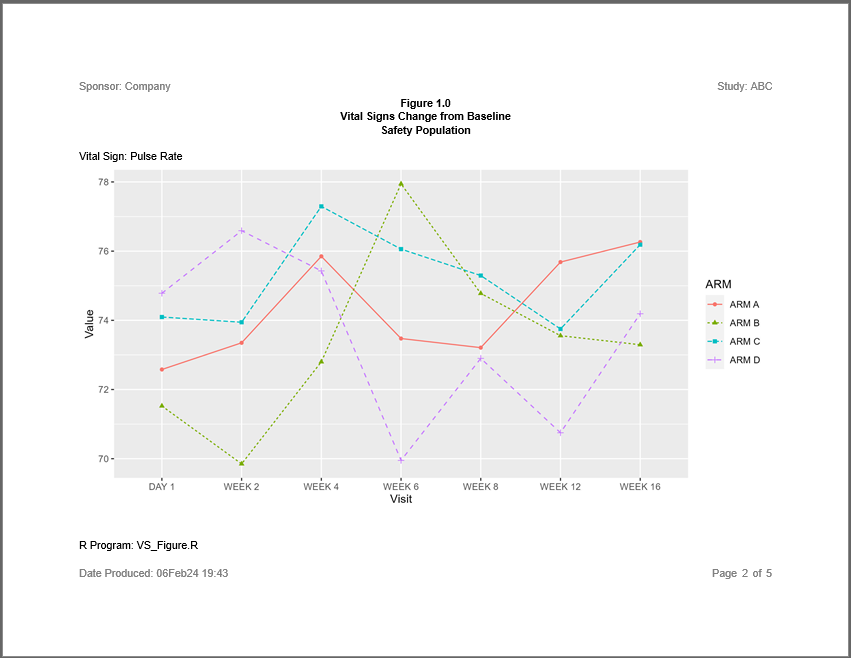 Sponsor: Company Study: ABC
Figure 1.0
Vital Signs Change from Baseline
Safety Population
Vital Sign: Pulse Rate
78
76
74
72
70
Value
DAY 1 WEEK 2 WEEK 4 WEEK 6 WEEK 8 WEEK 12 WEEK 16
Visit
ARM
ARM A
ARM B
ARM C
ARM D
R Program: VS_Figure.R
Date Produced: 06Feb24 19:43 Page 2 of 5